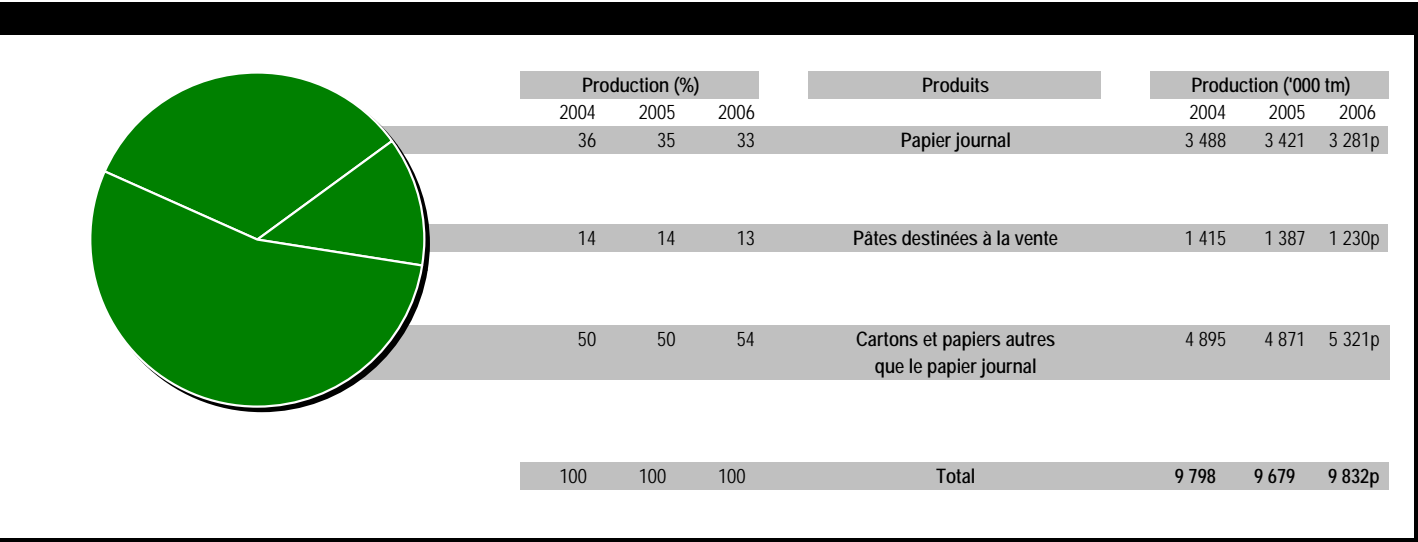 Production (%) Produits Production ('000 tm)
2004 2005 2006 2004 2005 2006
36 35 33 Papier journal 3 488 3 421 3 281p
14 14 13 Pâtes destinées à la vente 1 415 1 387 1 230p
50 50 54 Cartons et papiers autres 4 895 4 871 5 321p
que le papier journal
100 100 100 Total 9 798 9 679 9 832p